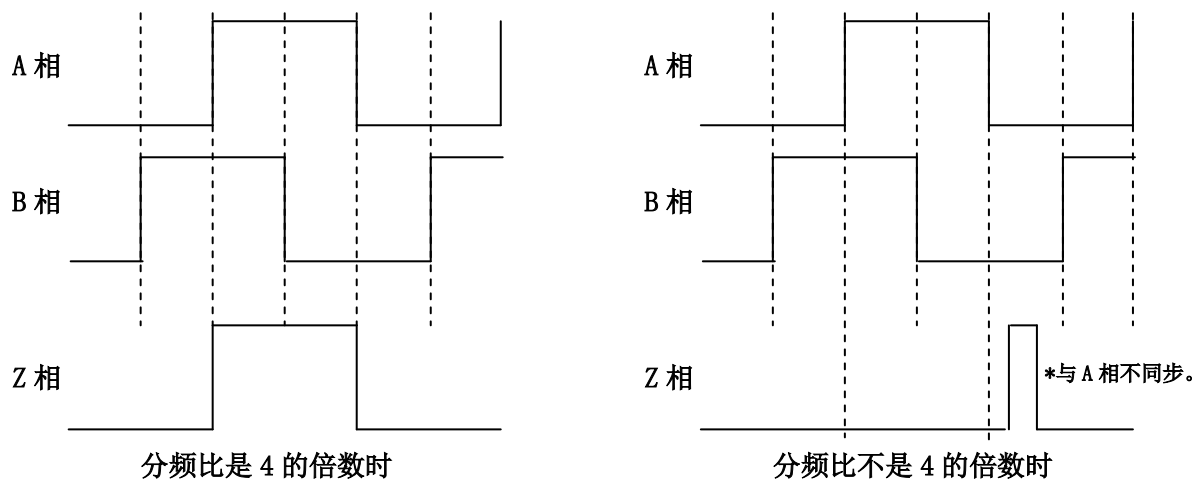 A 相
A 相
B 相
B 相
Z 相
Z 相
*与 A 相不同步。
分频比是 4 的倍数时
分频比不是 4 的倍数时